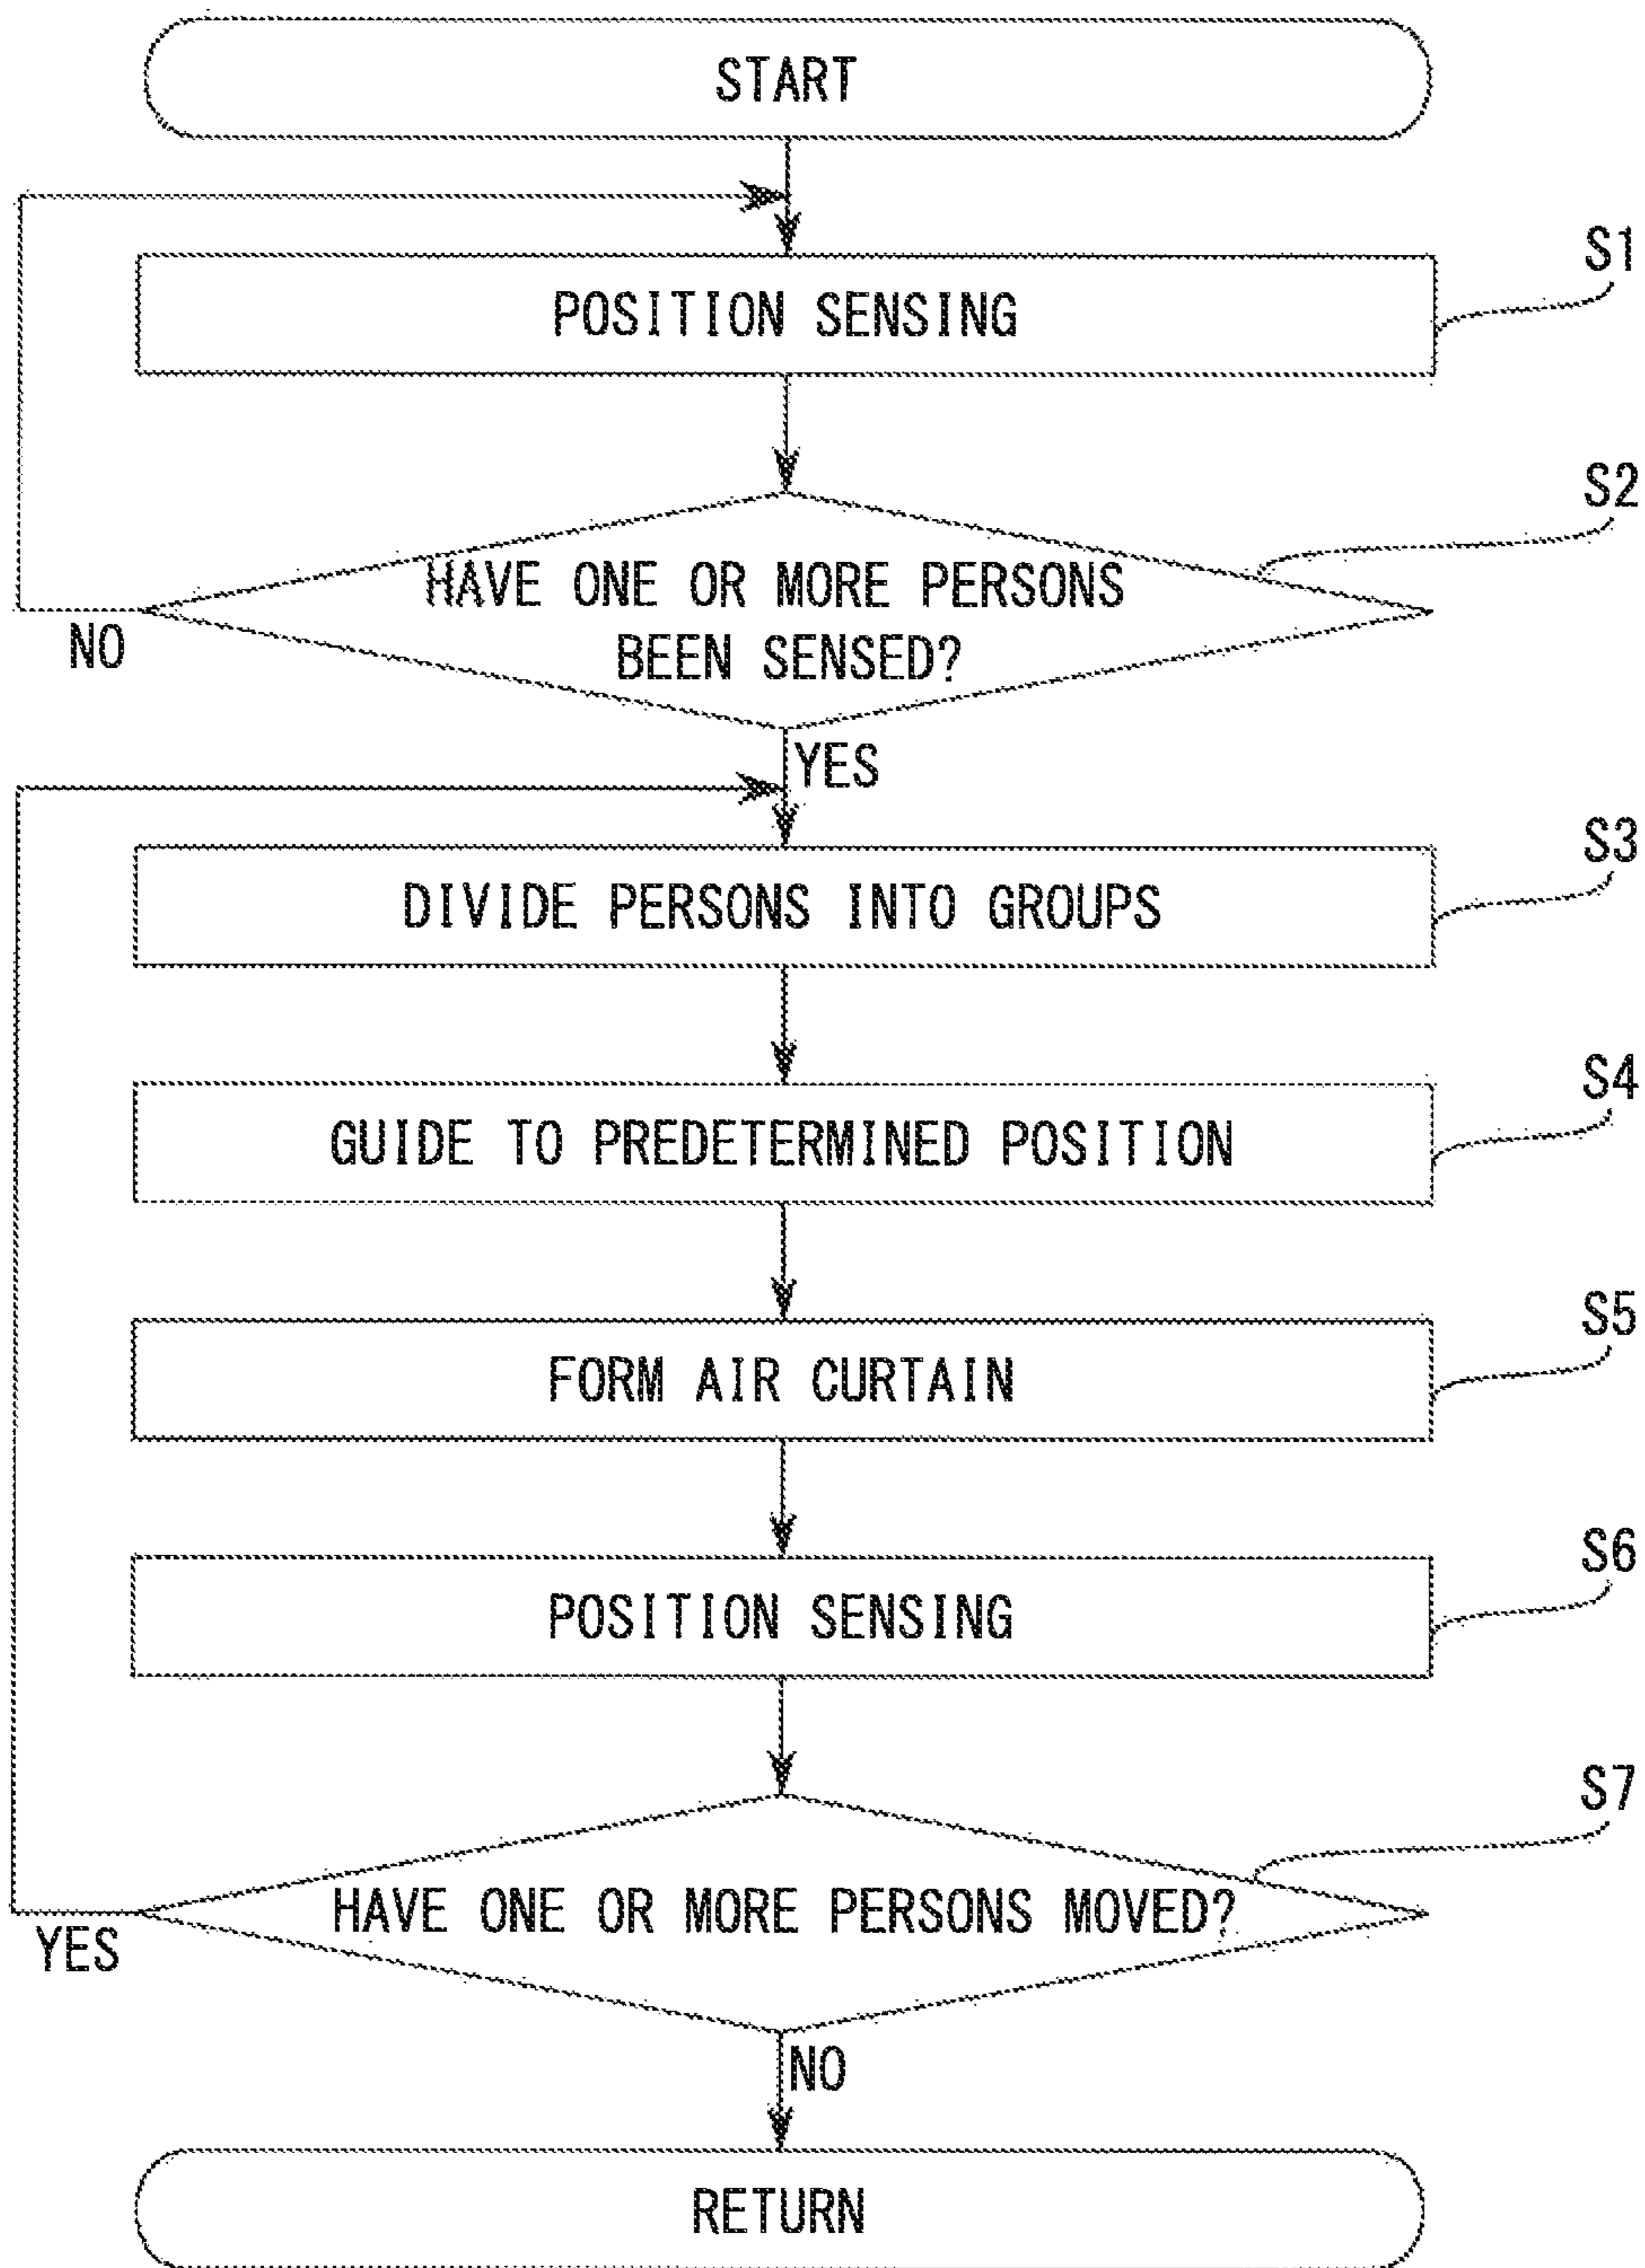 START
S1
POSITION SENSING
S2
HAVE ONE OR MORE PERSONS
BEEN SENSED?
NO
YES
S3
DIVIDE PERSONS INTO GROUPS
S4
GUIDE TO PREDETERMINED POSITION
S5
FORM AIR CURTAIN
S6
POSITION SENSING
S7
HAVE ONE OR MORE PERSONS MOVED?
YES
NO
RETURN